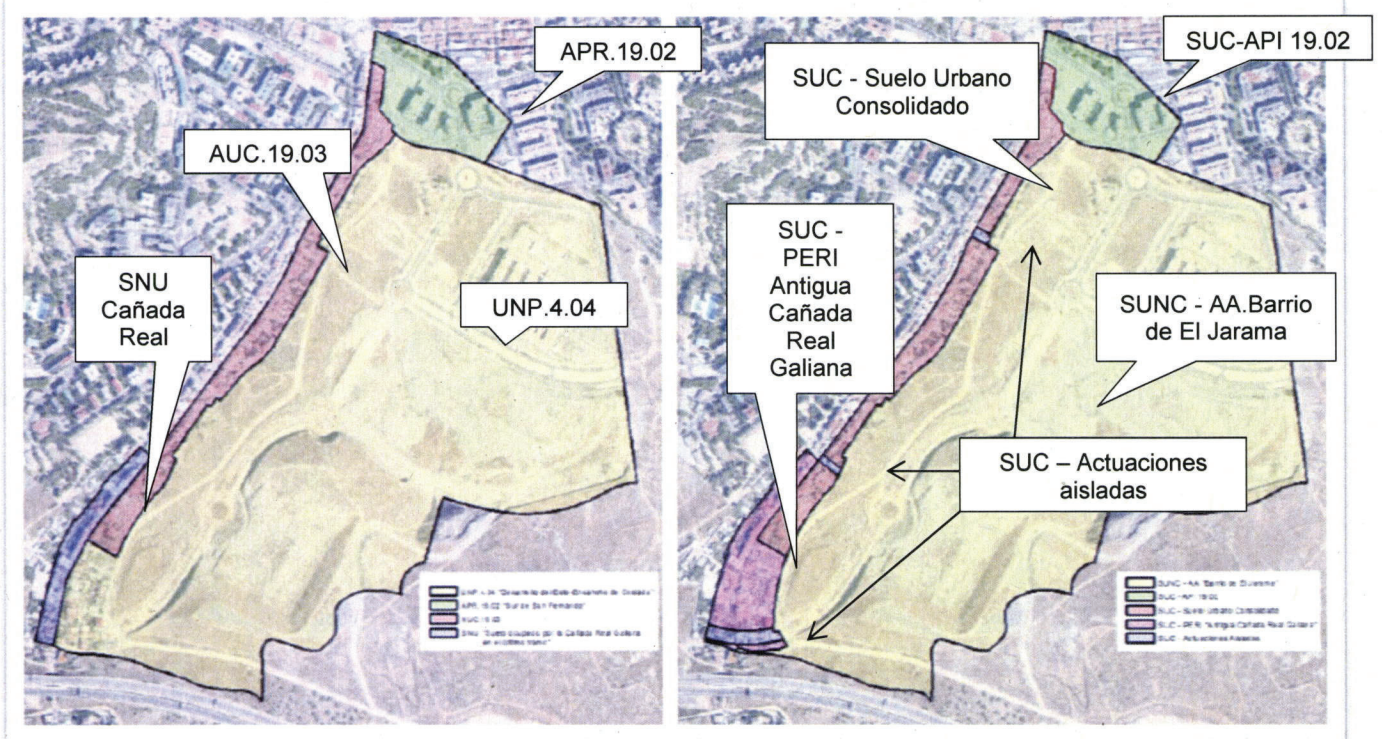 APR.19.02
AUC.19.03
SNU
Cañada
Real
UNP.4.04
APR. 19.02 "Sur de San Fernando"
AUC.19.03
SUC-API 19.02
SUC - Suelo Urbano
Consolidado
SUC -
PERI
Antigua
Cañada
Real
Galiana
SUNC - AA.Barrio
de El Jarama
SUC – Actuaciones
aisladas
SUNC - AA "Barrio de El Jarama"
SUC - API 19.02
SUC - Suelo Urbano Consolidado
SUC - PERI "Antigua Cañada Real Galiana"
SUC - Actuaciones Aisladas